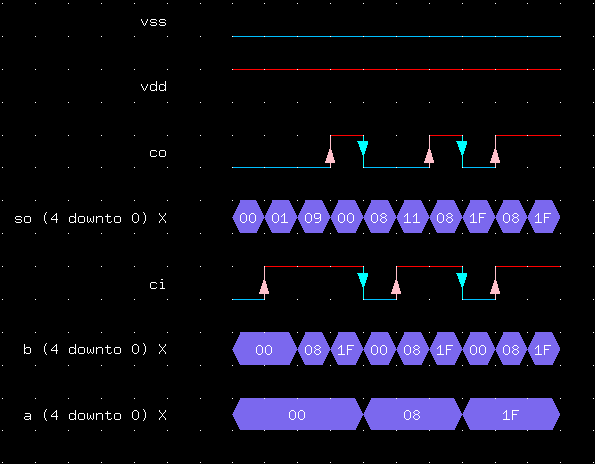 vss
vdd
co
so (4 downto 0) X 00 01 09 00 08 11 08 1F 08 1F
ci
b (4 downto 0) X 00 08 1F 00 08 1F 00 08 1F
a (4 downto 0) X 00 08 1F